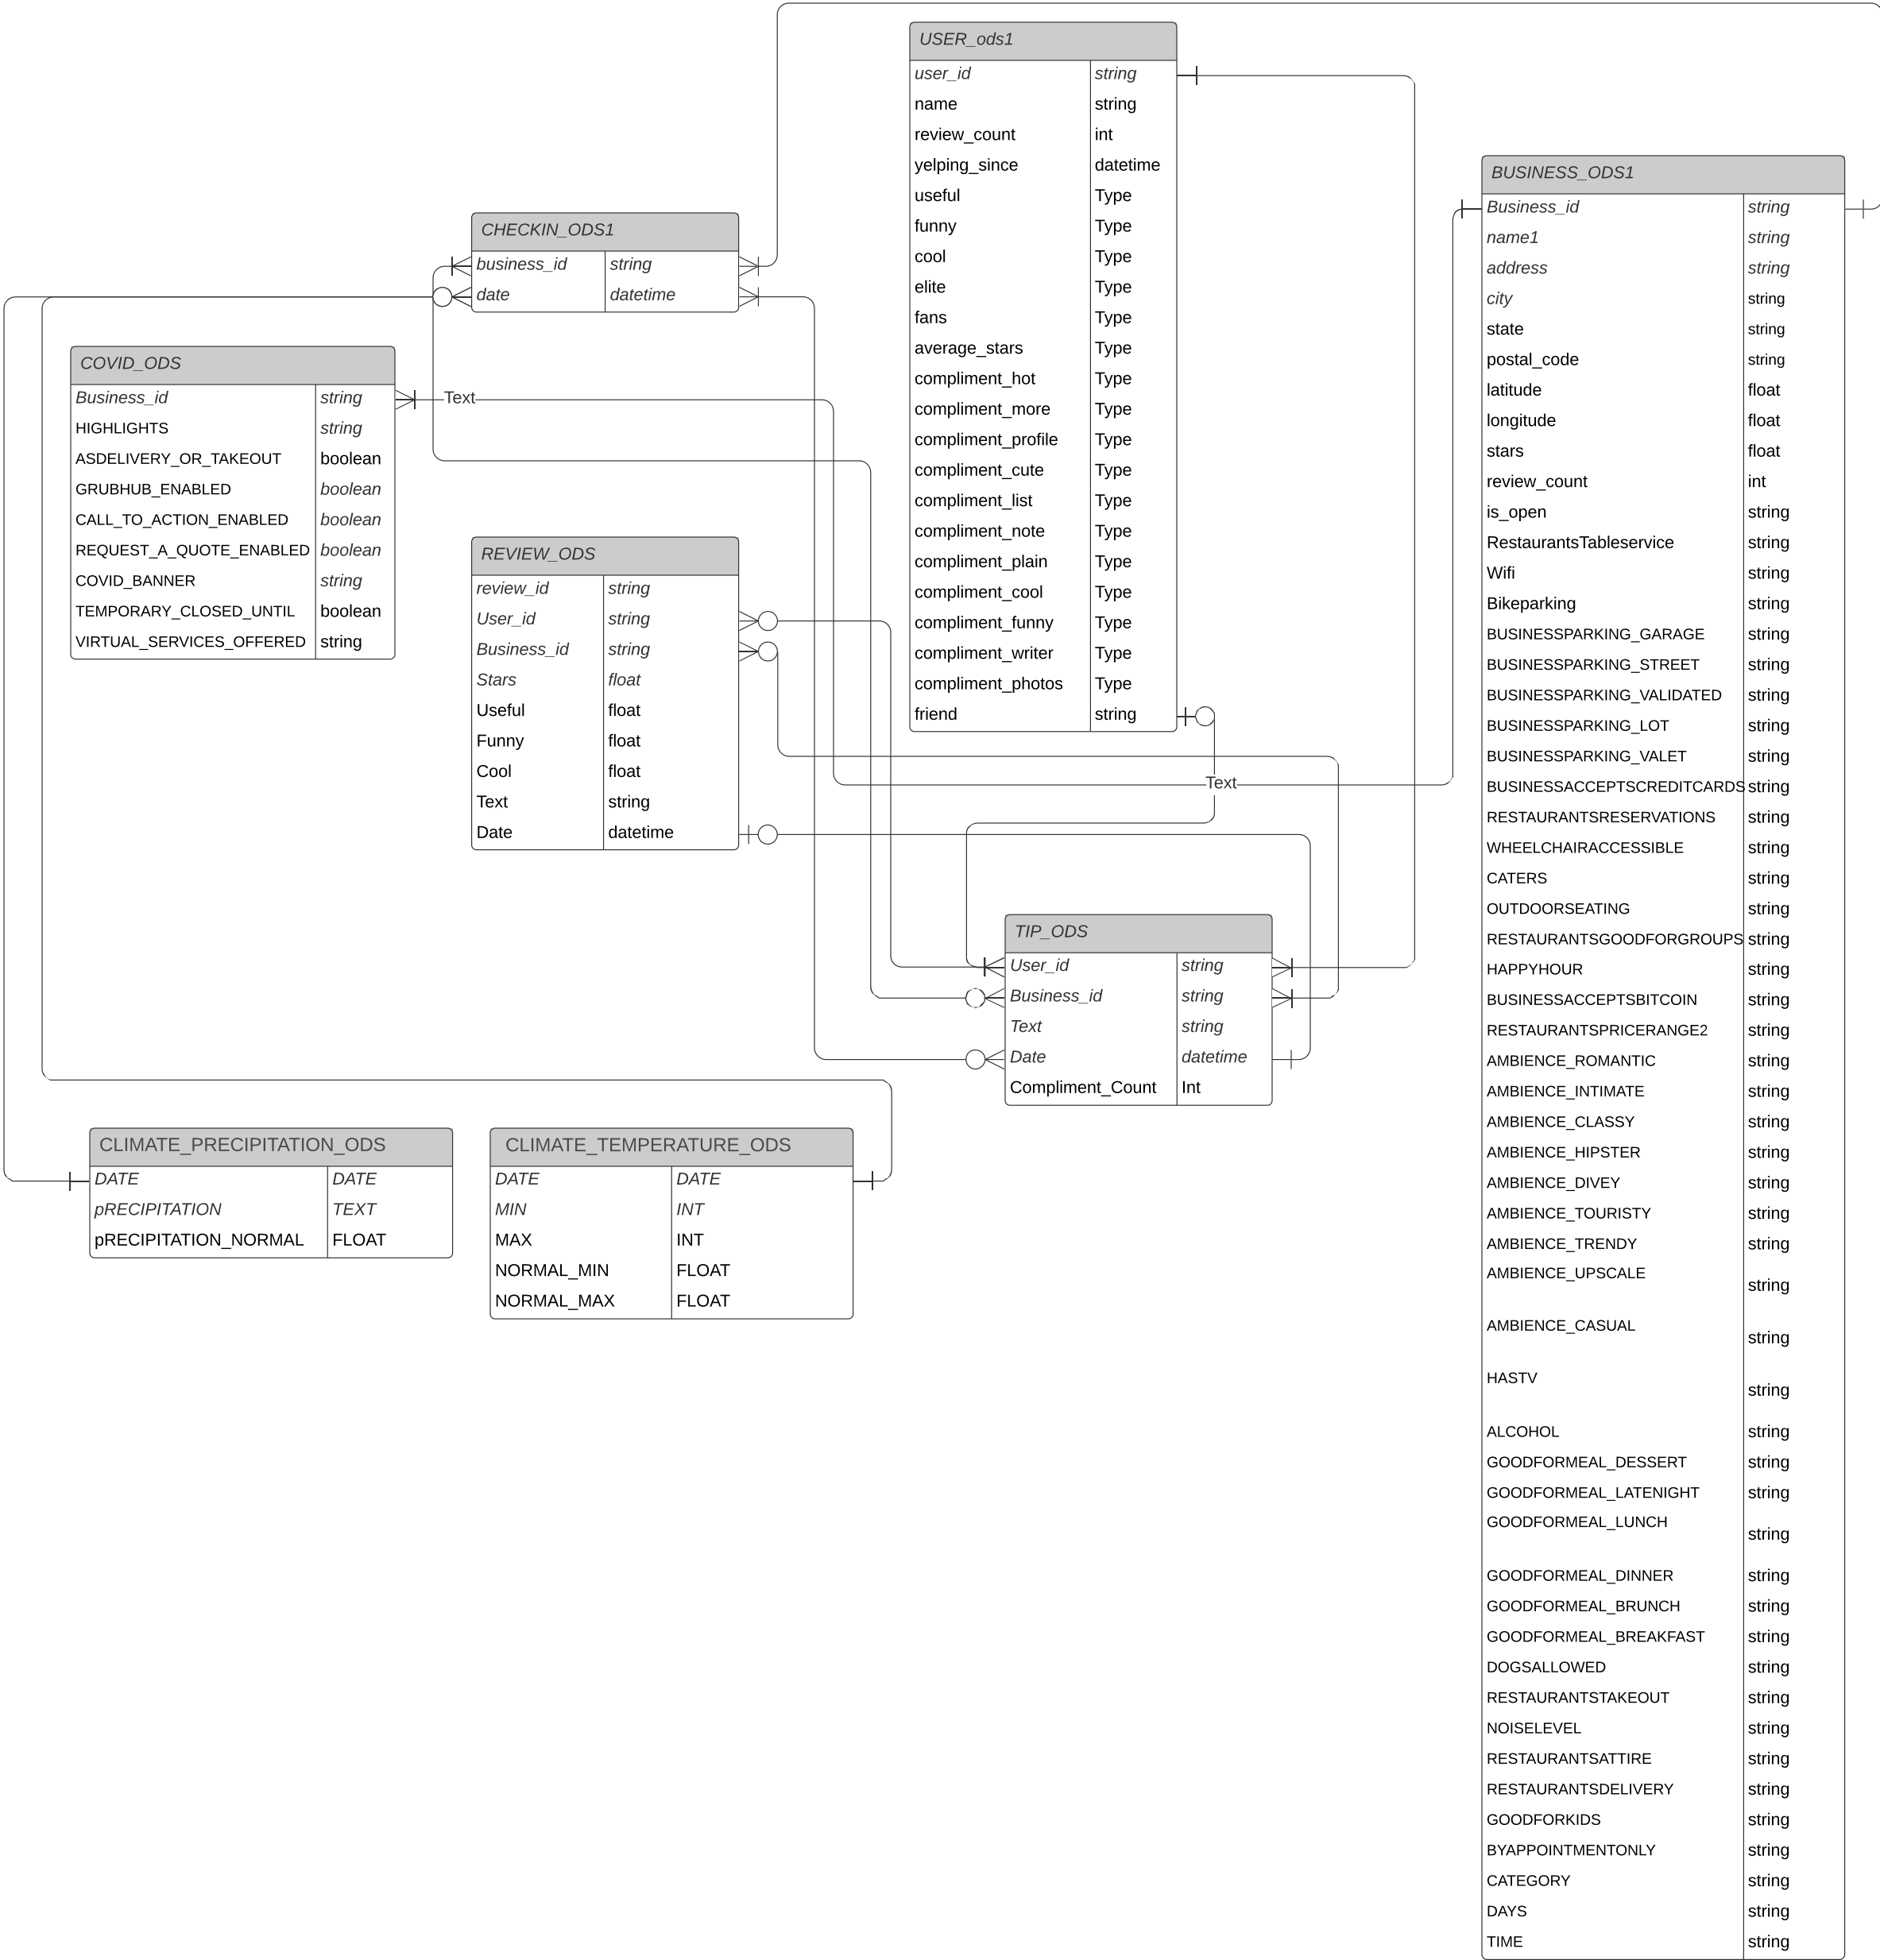 USER_ods1
user_id string
name string
review_count int
yelping_since datetime
useful Type
funny Type
cool Type
elite Type
fans Type
average_stars Type
compliment_hot Type
compliment_more Type
compliment_profile Type
compliment_cute Type
compliment_list Type
compliment_note Type
compliment_plain Type
compliment_cool Type
compliment_funny Type
compliment_writer Type
compliment_photos Type
friend string
CHECKIN_ODS1
business_id string
date datetime
COVID_ODS
Business_id string
HIGHLIGHTS string
ASDELIVERY_OR_TAKEOUT boolean
GRUBHUB_ENABLED boolean
CALL_TO_ACTION_ENABLED boolean
REQUEST_A_QUOTE_ENABLED boolean
COVID_BANNER string
TEMPORARY_CLOSED_UNTIL boolean
VIRTUAL_SERVICES_OFFERED string
Text
REVIEW_ODS
review_id string
User_id string
Business_id string
Stars float
Useful float
Funny float
Cool float
Text string
Date datetime
Text
TIP_ODS
User_id string
Business_id string
Text string
Date datetime
Compliment_Count Int
CLIMATE_PRECIPITATION_ODS
DATE DATE
pRECIPITATION TEXT
pRECIPITATION_NORMAL FLOAT
CLIMATE_TEMPERATURE_ODS
DATE DATE
MIN INT
MAX INT
NORMAL_MIN FLOAT
NORMAL_MAX FLOAT
BUSINESS_ODS1
Business_id string
name1 string
address string
city string
state string
postal_code string
latitude float
longitude float
stars float
review_count int
is_open string
RestaurantsTableservice string
Wifi string
Bikeparking string
BUSINESSPARKING_GARAGE string
BUSINESSPARKING_STREET string
BUSINESSPARKING_VALIDATED string
BUSINESSPARKING_LOT string
BUSINESSPARKING_VALET string
BUSINESSACCEPTSCREDITCARDS string
RESTAURANTSRESERVATIONS string
WHEELCHAIRACCESSIBLE string
CATERS string
OUTDOORSEATING string
RESTAURANTSGOODFORGROUPS string
HAPPYHOUR string
BUSINESSACCEPTSBITCOIN string
RESTAURANTSPRICERANGE2 string
AMBIENCE_ROMANTIC string
AMBIENCE_INTIMATE string
AMBIENCE_CLASSY string
AMBIENCE_HIPSTER string
AMBIENCE_DIVEY string
AMBIENCE_TOURISTY string
AMBIENCE_TRENDY string
AMBIENCE_UPSCALE string
AMBIENCE_CASUAL string
HASTV string
ALCOHOL string
GOODFORMEAL_DESSERT string
GOODFORMEAL_LATENIGHT string
GOODFORMEAL_LUNCH string
GOODFORMEAL_DINNER string
GOODFORMEAL_BRUNCH string
GOODFORMEAL_BREAKFAST string
DOGSALLOWED string
RESTAURANTSTAKEOUT string
NOISELEVEL string
RESTAURANTSATTIRE string
RESTAURANTSDELIVERY string
GOODFORKIDS string
BYAPPOINTMENTONLY string
CATEGORY string
DAYS string
TIME string